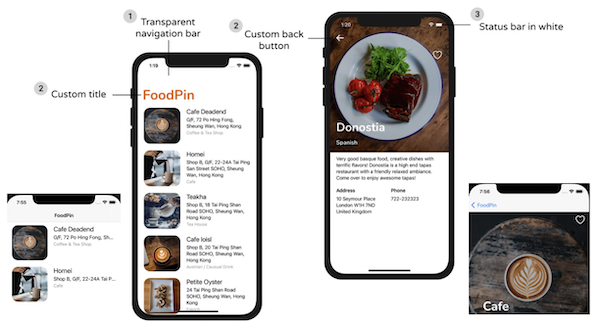 1
Transparent
navigation bar
2
Custom title
1:19
FoodPin
Cafe Deadend
G/F, 72 Po Hing Fong,
Sheung Wan, Hong Kong
Coffee & Tea Shop
Homei
Shop B, G/F, 22-24A Tai Ping
San Street SOHO, Sheung
Wan, Hong Kong
Cafe
Teakha
Shop B, 18 Tai Ping Shan
Road SOHO, Sheung Wan,
Hong Kong
Tea House
Cafe loisl
Shop B, 20 Tai Ping Shan
Road SOHO, Sheung Wan,
Hong Kong
Austrian / Causual Drink
Petite Oyster
24 Tai Ping Shan Road
SOHO, Sheung Wan, Hong
Kong
7:55
FoodPin
Cafe Deadend
G/F, 72 Po Hing Fong, Sh...
Coffee & Tea Shop
Homei
Shop B, G/F, 22-24A Tai P...
Cafe
2
Custom back
button
3
Status bar in white
1:20
Donostia
Spanish
Very good basque food, creative dishes with
terrific flavors! Donostia is a high end tapas
restaurant with a friendly relaxed ambiance.
Come over to enjoy awesome tapas!
Address
Phone
10 Seymour Place
London W1H 7ND
United Kingdom
722-232323
7:56
FoodPin
Cafe